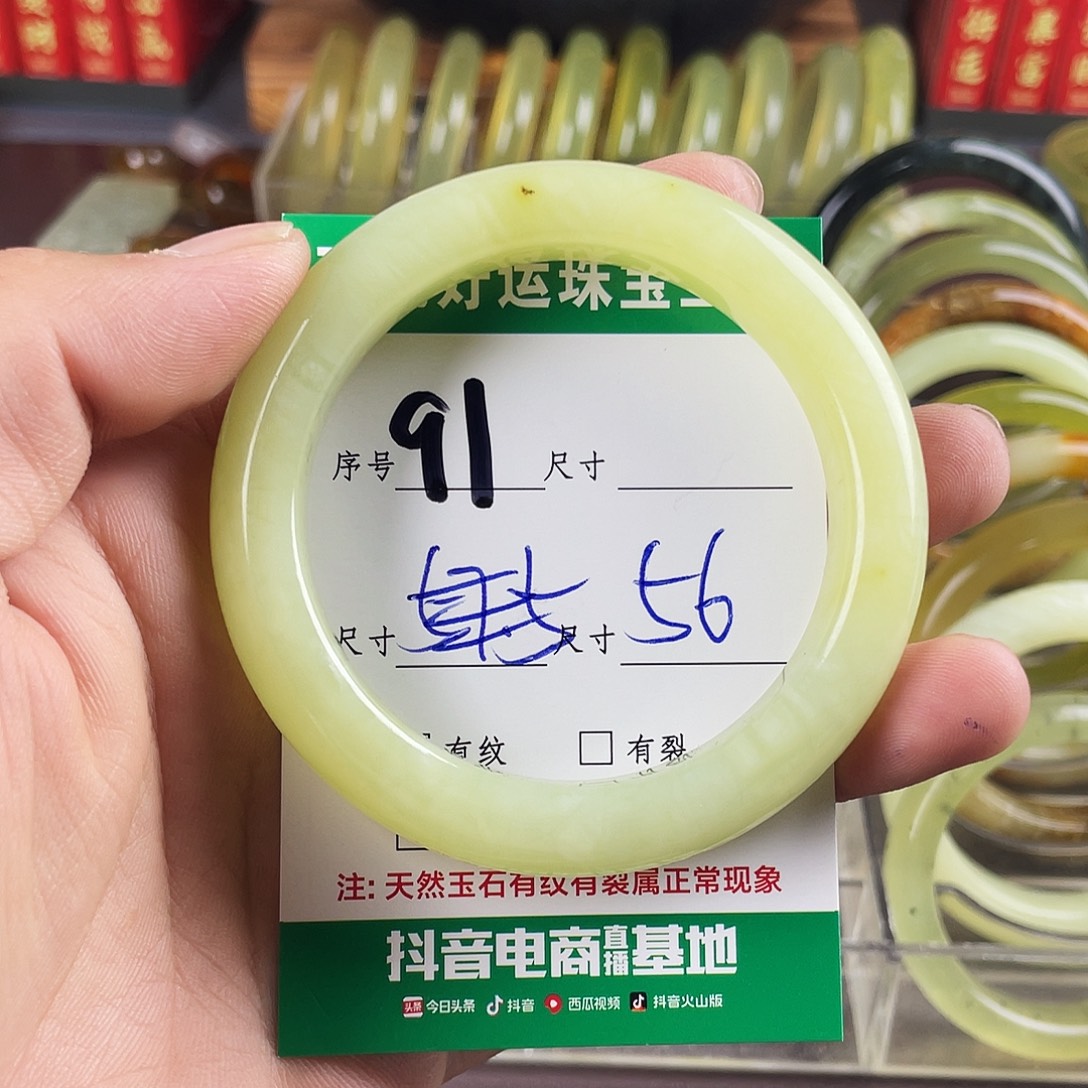 好运珠宝
序号 91 尺寸
尺寸 尺寸 56
有纹 有裂
注: 天然玉石有纹有裂属正常现象
抖音电商直播基地
头条 今日头条 抖音 西瓜视频 抖音火山版